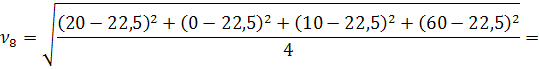 ν₈ = √(((20 − 22,5)² + (0 − 22,5)² + (10 − 22,5)² + (60 − 22,5)²) / 4) =